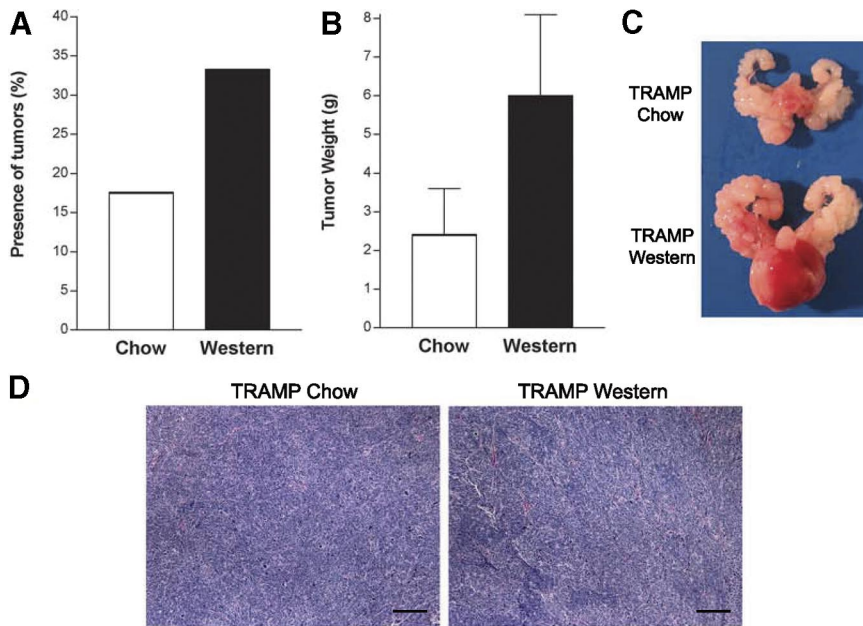 A
Presence of tumors (%)
40
35
30
25
20
15
10
5
0
Chow Western
B
Tumor Weight (g)
8
7
6
5
4
3
2
1
0
Chow Western
C
TRAMP
Chow
TRAMP
Western
D
TRAMP Chow TRAMP Western